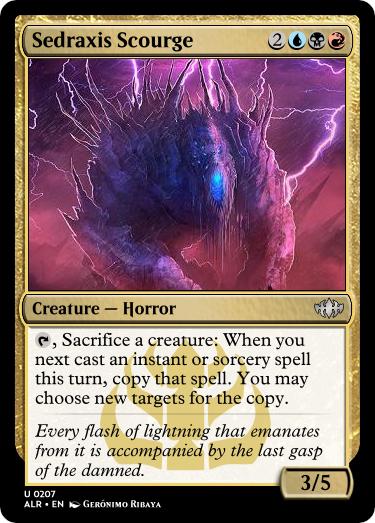 Sedraxis Scourge 2
Creature — Horror
, Sacrifice a creature: When you
next cast an instant or sorcery spell
this turn, copy that spell. You may
choose new targets for the copy.
Every flash of lightning that emanates
from it is accompanied by the last gasp
of the damned.
3/5
U 0207
ALR • EN Gerónimo Ribaya